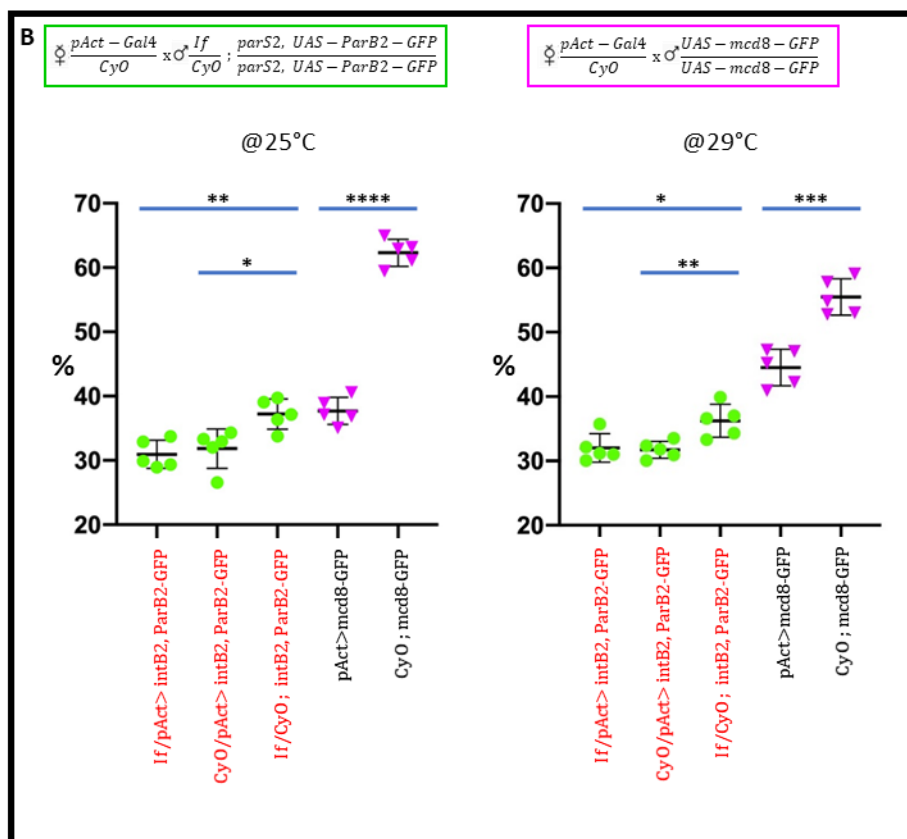 B
☿ pAct−Gal4/CyO x ♂ If/CyO ; parS2, UAS−ParB2−GFP/parS2, UAS−ParB2−GFP
☿ pAct−Gal4/CyO x ♂ UAS−mcd8−GFP/UAS−mcd8−GFP
@25°C
70
60
50
40
30
20
%
**
*
****
If/pAct> intB2, ParB2-GFP
CyO/pAct> intB2, ParB2-GFP
If/CyO; intB2, ParB2-GFP
pAct>mcd8-GFP
CyO; mcd8-GFP
@29°C
70
60
50
40
30
20
%
*
**
***
If/pAct> intB2, ParB2-GFP
CyO/pAct> intB2, ParB2-GFP
If/CyO; intB2, ParB2-GFP
pAct>mcd8-GFP
CyO; mcd8-GFP